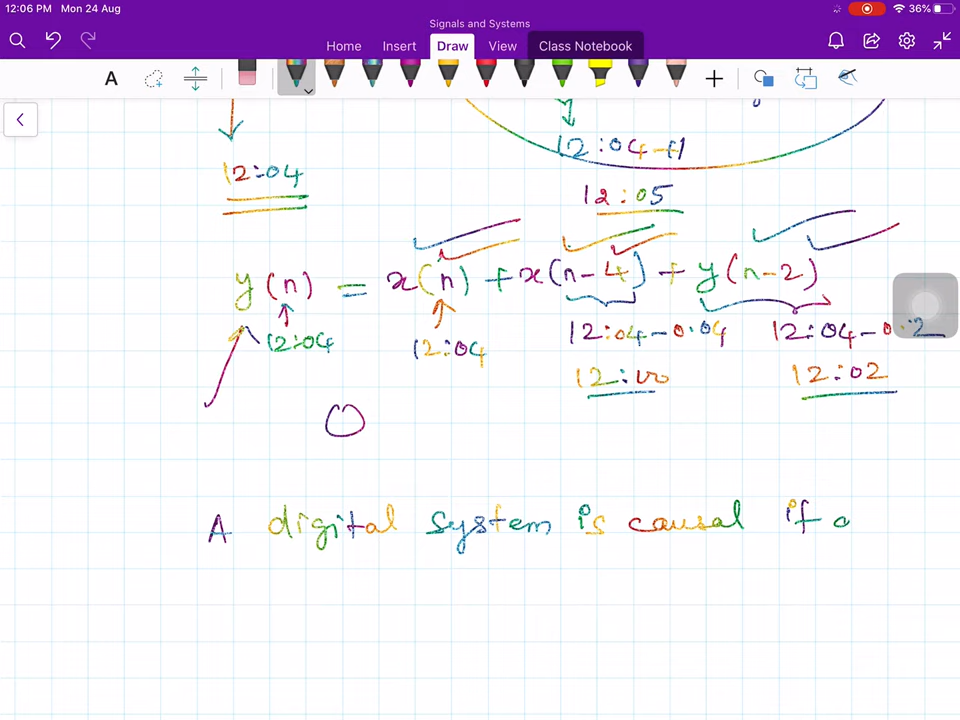 12:06 PM Mon 24 Aug
36%
Signals and Systems
Home Insert Draw View Class Notebook
A
12:04
12:04+1
12:05
y(n) = x(n) + x(n-4) + y(n-2)
12:04 12:04 12:04-0:04 12:04-0:2
12:00 12:02
A digital system is causal if o